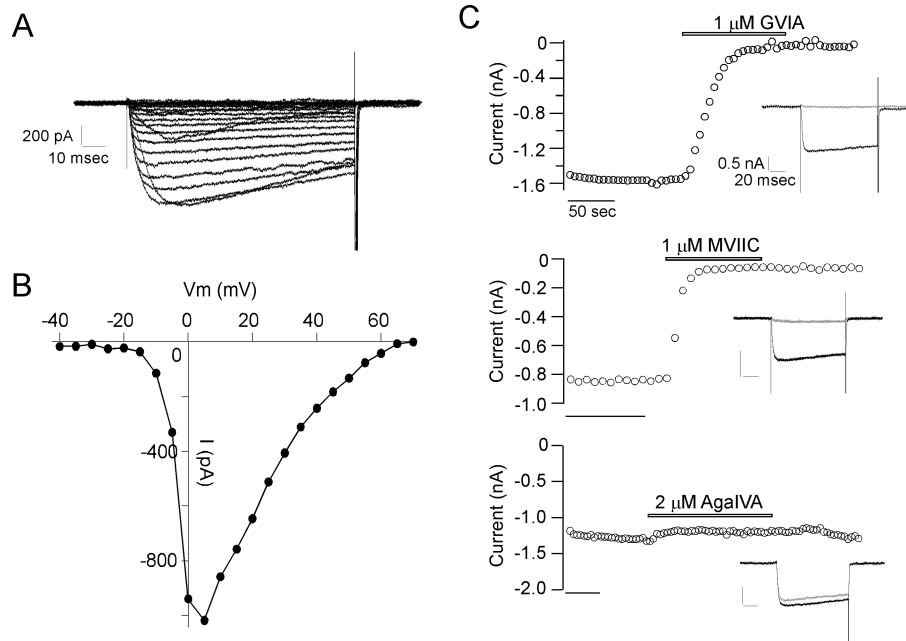 A
200 pA
10 msec
B
Vm (mV)
-40 -20 0 20 40 60
0
-400
-800
I (pA)
C
1 µM GVIA
Current (nA)
0
-0.4
-0.8
-1.2
-1.6
50 sec
0.5 nA
20 msec
1 µM MVIIC
Current (nA)
0
-0.2
-0.4
-0.6
-0.8
-1.0
2 µM AgaIVA
Current (nA)
0
-0.5
-1.0
-1.5
-2.0